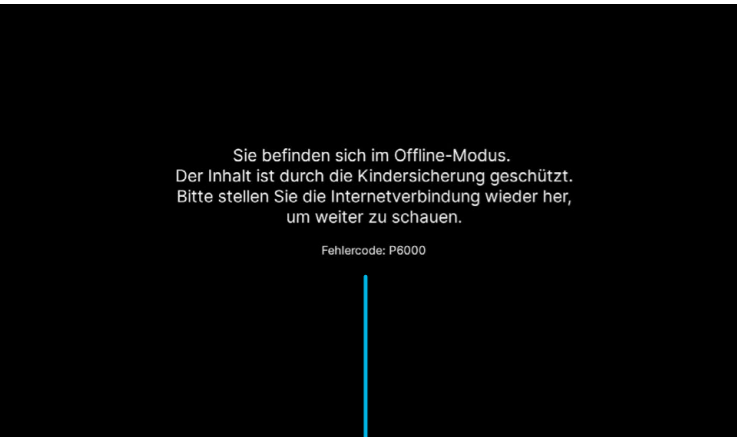 Sie befinden sich im Offline-Modus.
Der Inhalt ist durch die Kindersicherung geschützt.
Bitte stellen Sie die Internetverbindung wieder her,
um weiter zu schauen.
Fehlercode: P6000